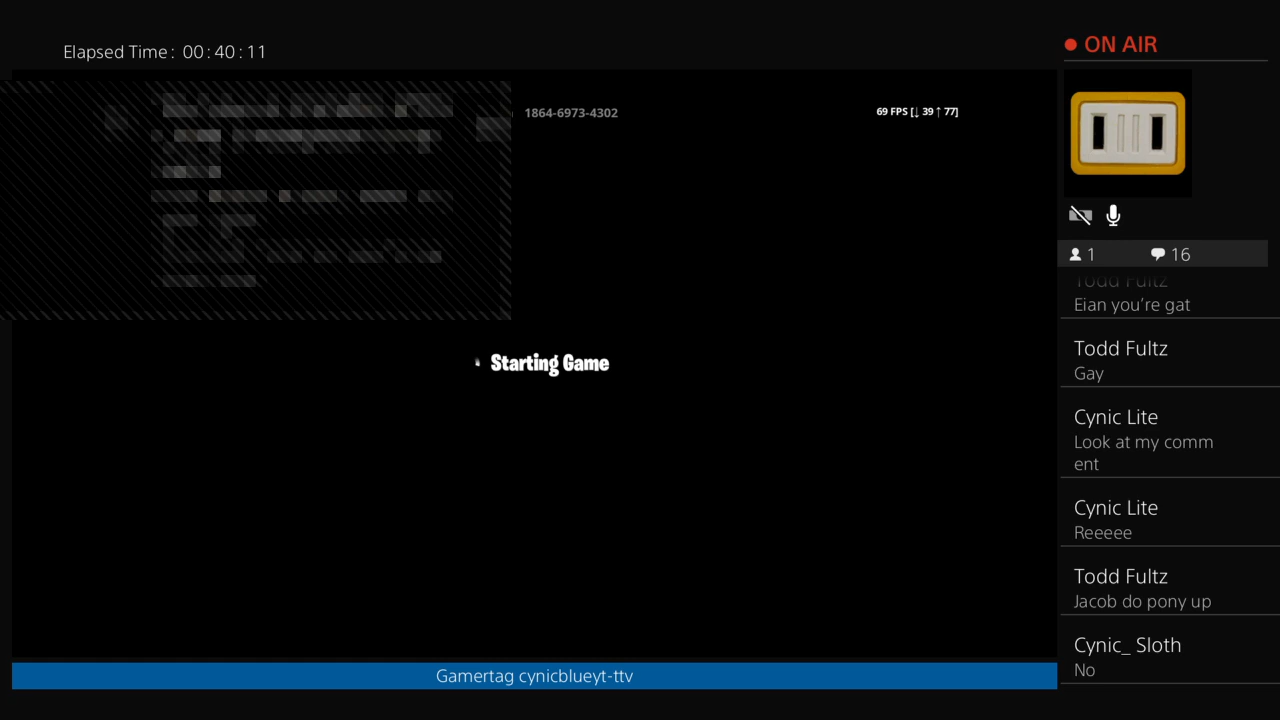 Elapsed Time: 00:40:11
ON AIR
1864-6973-4302
69 FPS [↓ 39 ↑ 77]
1
16
Todd Fultz
Eian you're gat
Todd Fultz
Gay
Cynic Lite
Look at my comm
ent
Cynic Lite
Reeeee
Todd Fultz
Jacob do pony up
Cynic_ Sloth
No
Starting Game
Gamertag cynicblueyt-ttv